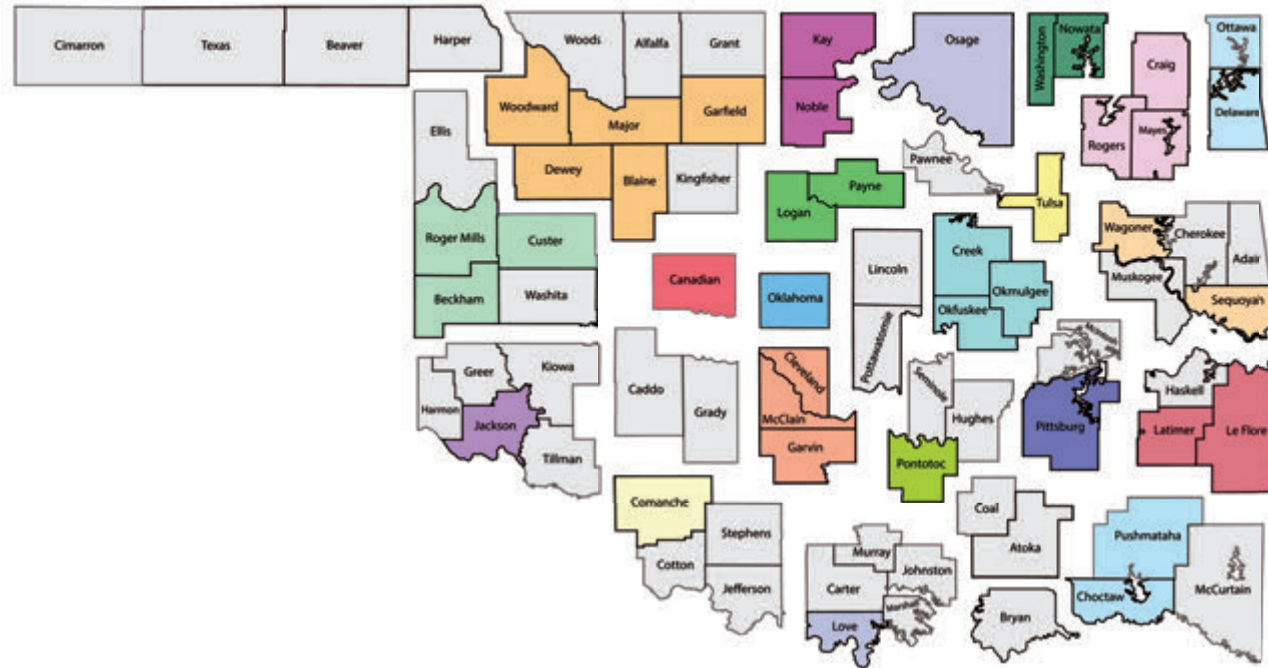 Cimarron
Texas
Beaver
Harper
Woods
Alfalfa
Grant
Kay
Osage
Washington
Nowata
Craig
Ottawa
Woodward
Major
Garfield
Noble
Rogers
Mayes
Delaware
Ellis
Dewey
Blaine
Kingfisher
Logan
Payne
Pawnee
Tulsa
Roger Mills
Custer
Beckham
Washita
Canadian
Oklahoma
Lincoln
Pottawatomie
Creek
Okfuskee
Okmulgee
Wagoner
Cherokee
Adair
Muskogee
Sequoyah
Greer
Kiowa
Harmon
Jackson
Tillman
Caddo
Grady
Cleveland
McClain
Garvin
Seminole
Hughes
Pontotoc
McIntosh
Pittsburg
Haskell
Latimer
Le Flore
Comanche
Stephens
Cotton
Jefferson
Murray
Carter
Johnston
Marshall
Love
Coal
Atoka
Bryan
Pushmataha
Choctaw
McCurtain